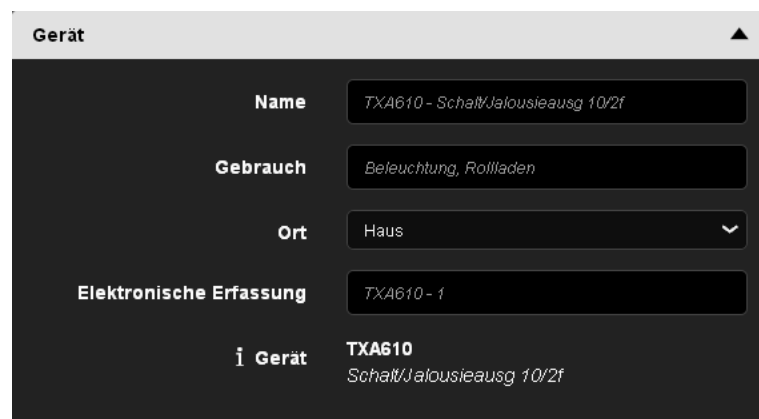 Gerät
Name TXA610 - Schalt/Jalousieausg 10/2f
Gebrauch Beleuchtung, Rollladen
Ort Haus
Elektronische Erfassung TXA610 - 1
i Gerät TXA610
Schalt/Jalousieausg 10/2f